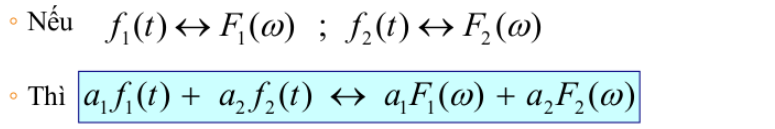 ◦ Nếu f₁(t) ↔ F₁(ω) ; f₂(t) ↔ F₂(ω)
◦ Thì a₁f₁(t) + a₂f₂(t) ↔ a₁F₁(ω) + a₂F₂(ω)